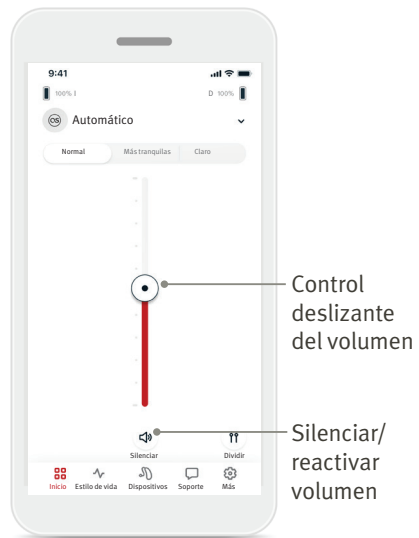 9:41
100% I
D 100%
Automático
Normal
Más tranquilas
Claro
Control
deslizante
del volumen
Silenciar
Dividir
Silenciar/
reactivar
volumen
Inicio
Estilo de vida
Dispositivos
Soporte
Más